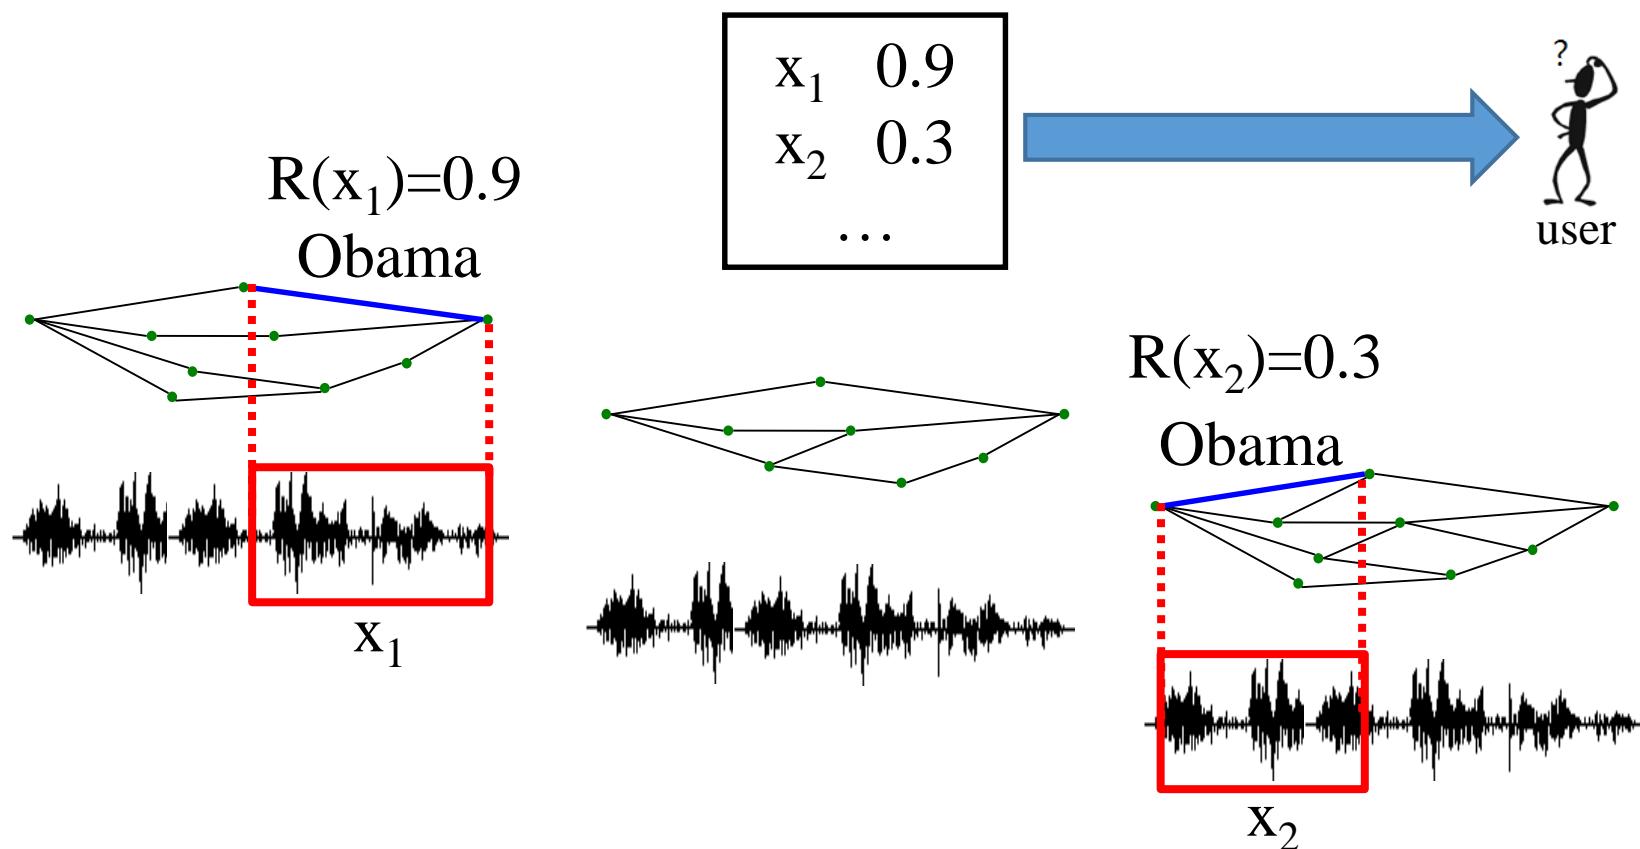 x₁ 0.9
x₂ 0.3
...
?
user
R(x₁)=0.9
Obama
x₁
R(x₂)=0.3
Obama
x₂